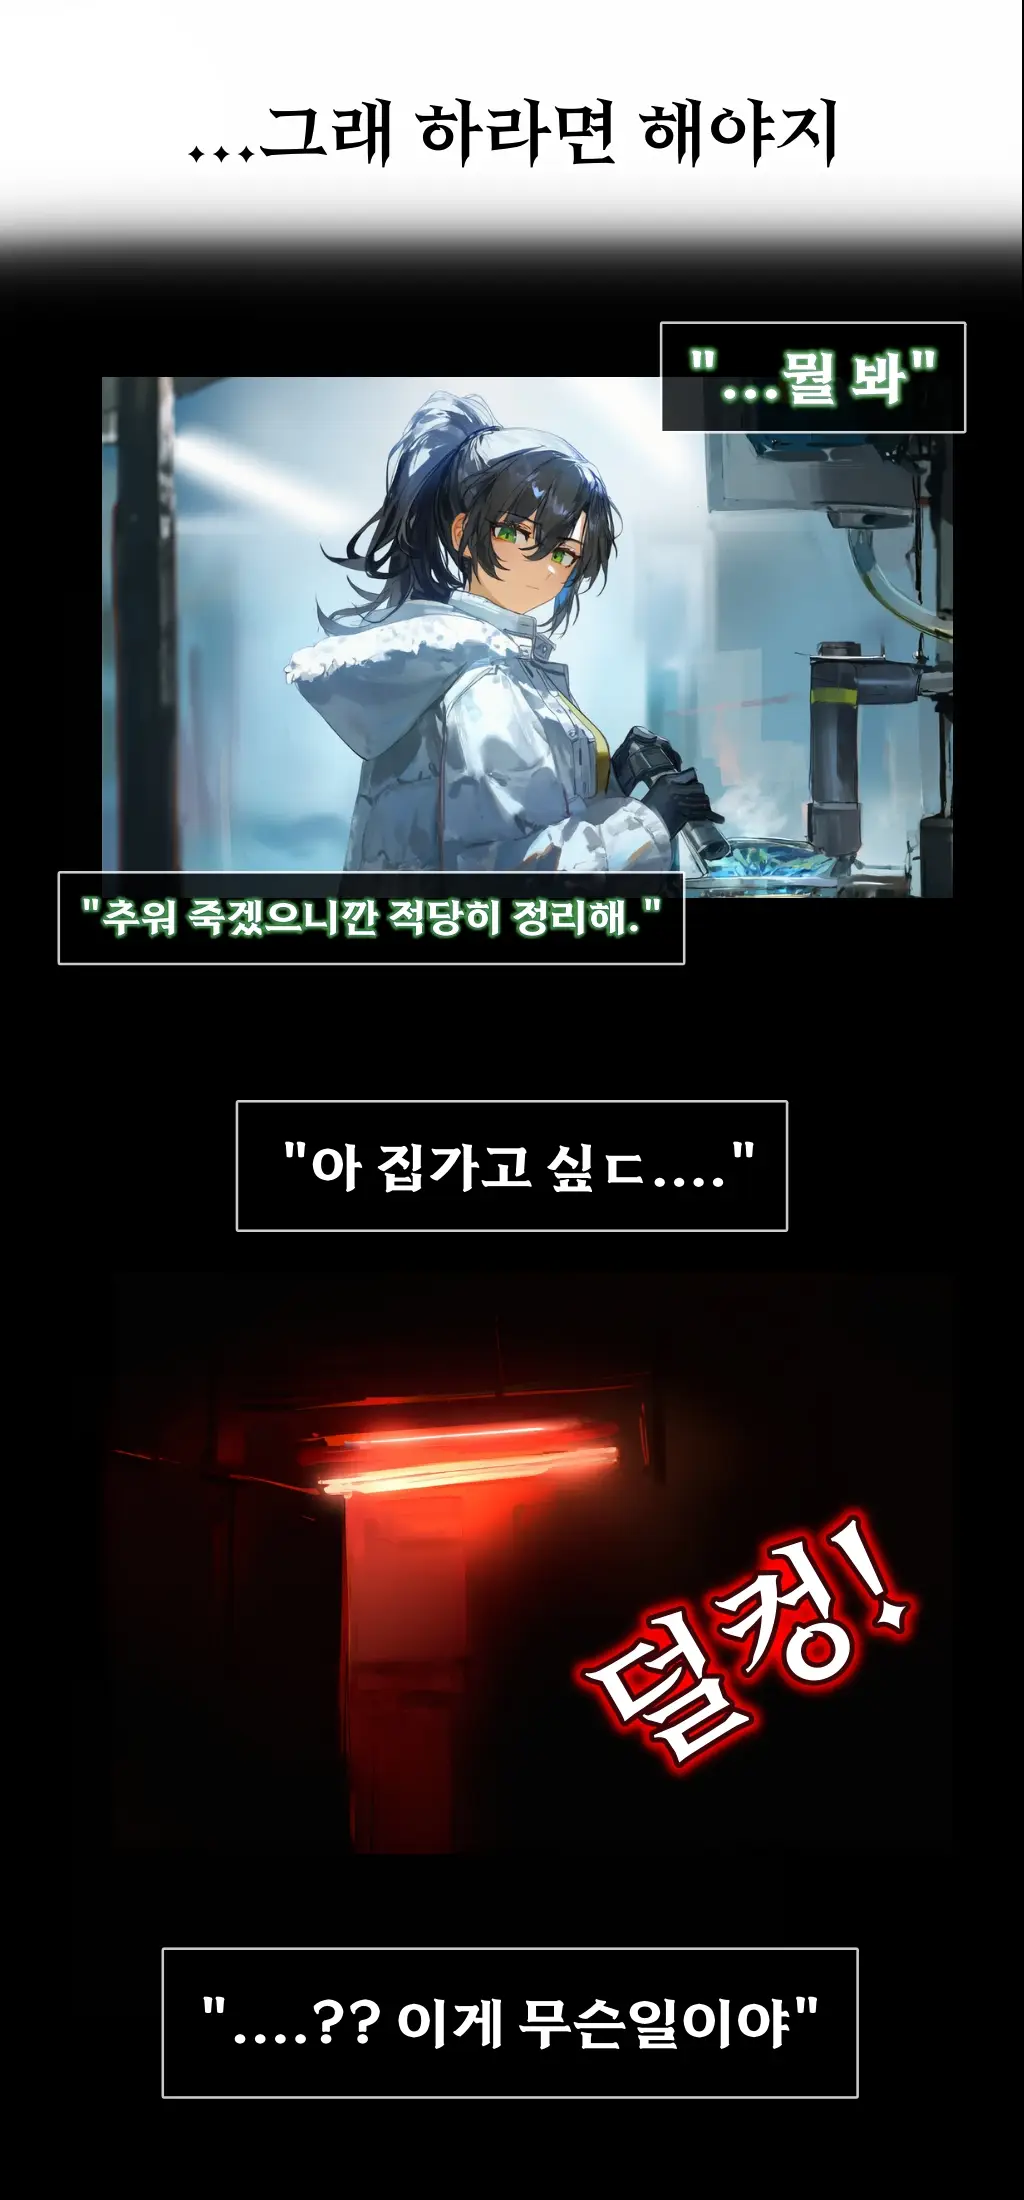 ...그래 하라면 해야지
"...뭘 봐"
"추워 죽겠으니깐 적당히 정리해."
"아 집가고 싶ㄷ...."
덜컹!
"....?? 이게 무슨일이야"